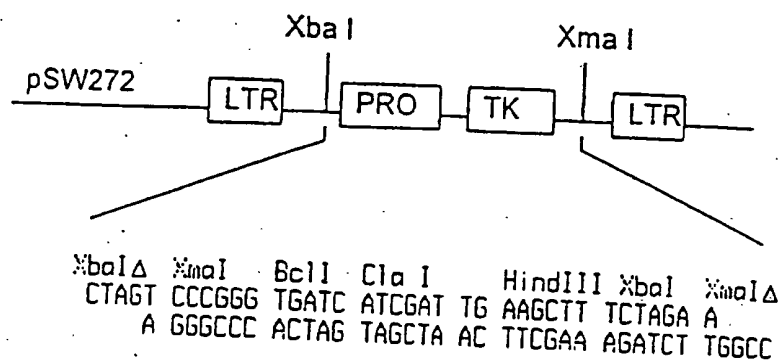 Xba I Xma I
pSW272
LTR PRO TK LTR
XbaIΔ XmaI BclI Cla I HindIII XbaI XmaIΔ
CTAGT CCCGGG TGATC ATCGAT TG AAGCTT TCTAGA A
A GGGCCC ACTAG TAGCTA AC TTCGAA AGATCT TGGCC